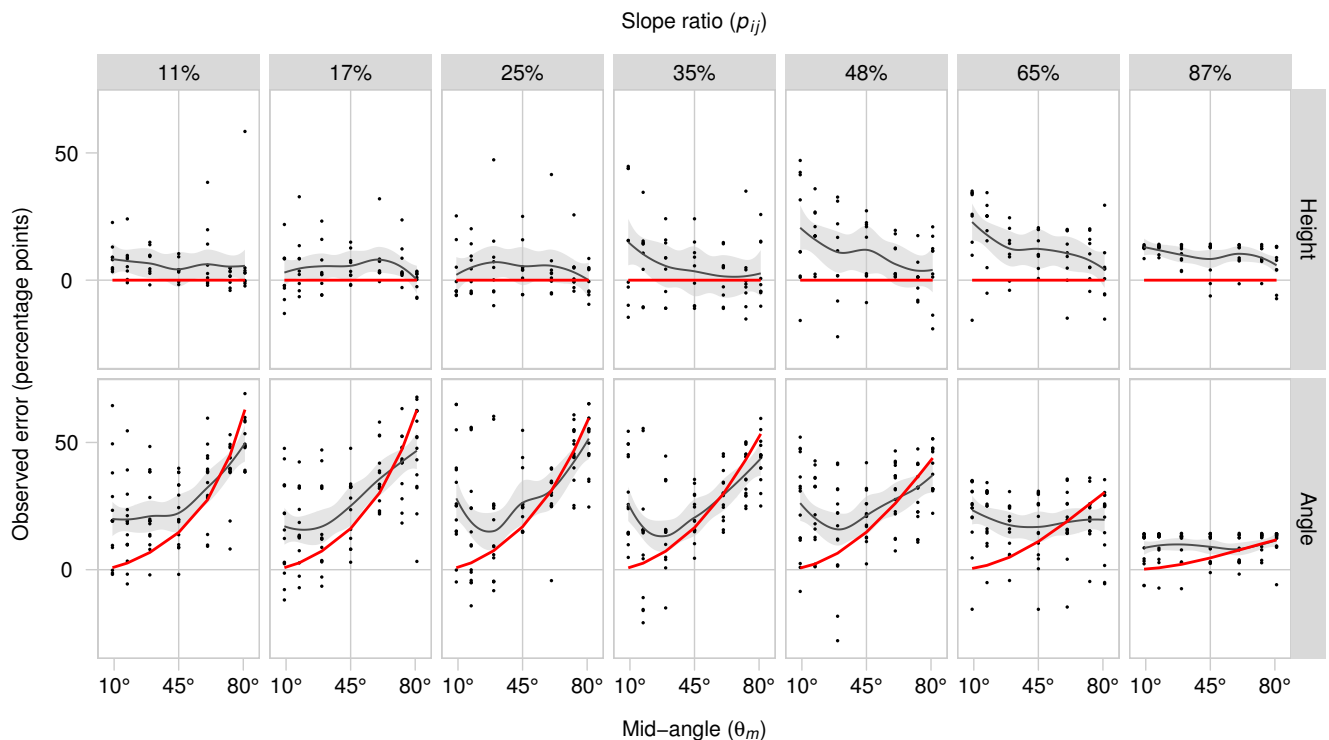 Slope ratio (p_ij)
11% 17% 25% 35% 48% 65% 87%
50
0
Height
50
0
Angle
Observed error (percentage points)
10° 45° 80° 10° 45° 80° 10° 45° 80° 10° 45° 80° 10° 45° 80° 10° 45° 80° 10° 45° 80°
Mid−angle (θ_m)